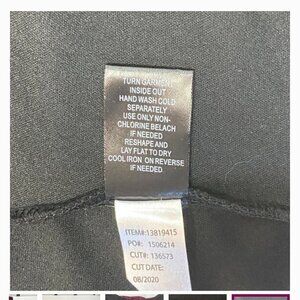 TURN GARMENT
INSIDE OUT
HAND WASH COLD
SEPARATELY
USE ONLY NON-
CHLORINE BELACH
IF NEEDED
RESHAPE AND
LAY FLAT TO DRY
COOL IRON ON REVERSE
IF NEEDED
ITEM#:13819415
PO#: 1506214
CUT#: 136573
CUT DATE:
08/2020